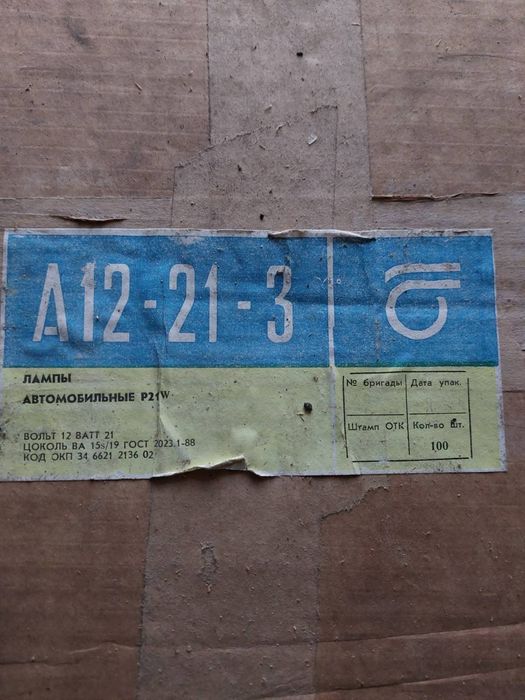 А12-21-3
ЛАМПЫ
АВТОМОБИЛЬНЫЕ P21W
ВОЛЬТ 12 ВАТТ 21
ЦОКОЛЬ ВА 15s/19 ГОСТ 2023.1-88
КОД ОКП 34 6621 2136 02
№ бригады
Дата упак.
Штамп ОТК
Кол-во шт.
100